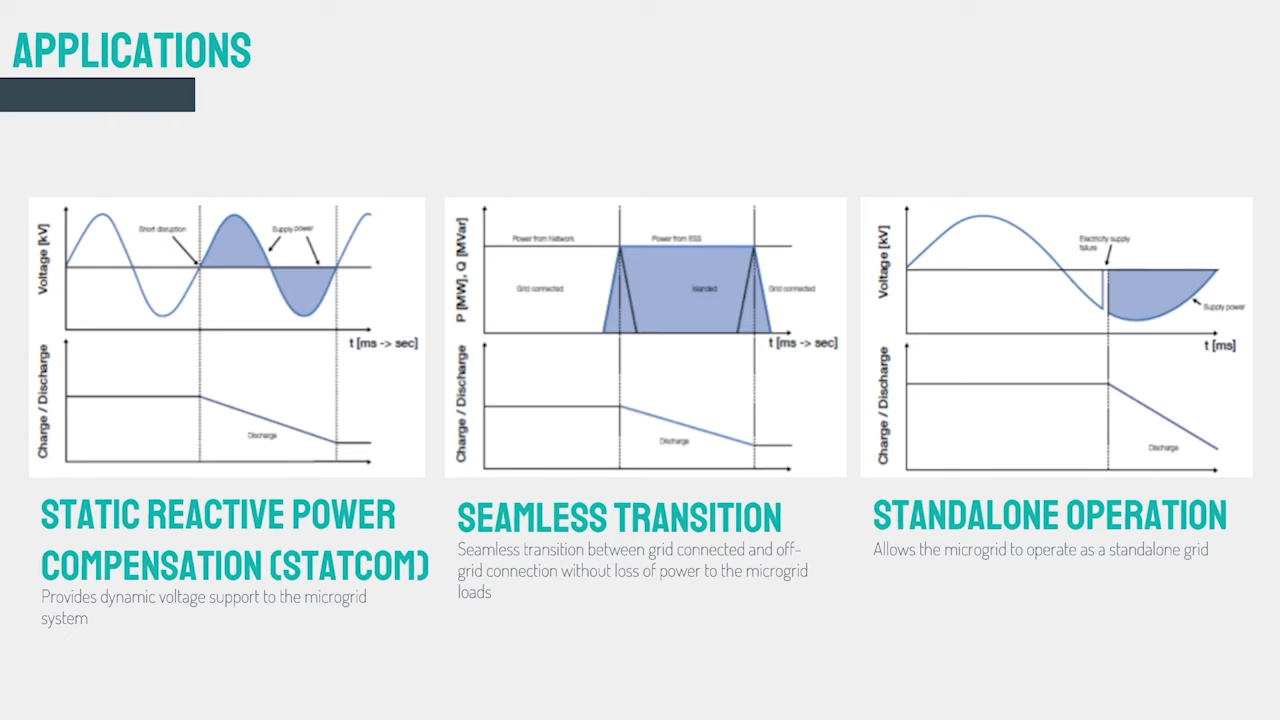 APPLICATIONS
Voltage [kV]
Short disruption
Supply power
t [ms -> sec]
Charge / Discharge
Discharge
STATIC REACTIVE POWER
COMPENSATION (STATCOM)
Provides dynamic voltage support to the microgrid
system
P [MW], Q [MVar]
Power from Network
Power from ESS
Grid connected
Islanded
Grid connected
t [ms -> sec]
Charge / Discharge
Discharge
SEAMLESS TRANSITION
Seamless transition between grid connected and off-
grid connection without loss of power to the microgrid
loads
Voltage [kV]
Electricity supply
failure
Supply power
t [ms]
Charge / Discharge
Discharge
STANDALONE OPERATION
Allows the microgrid to operate as a standalone grid